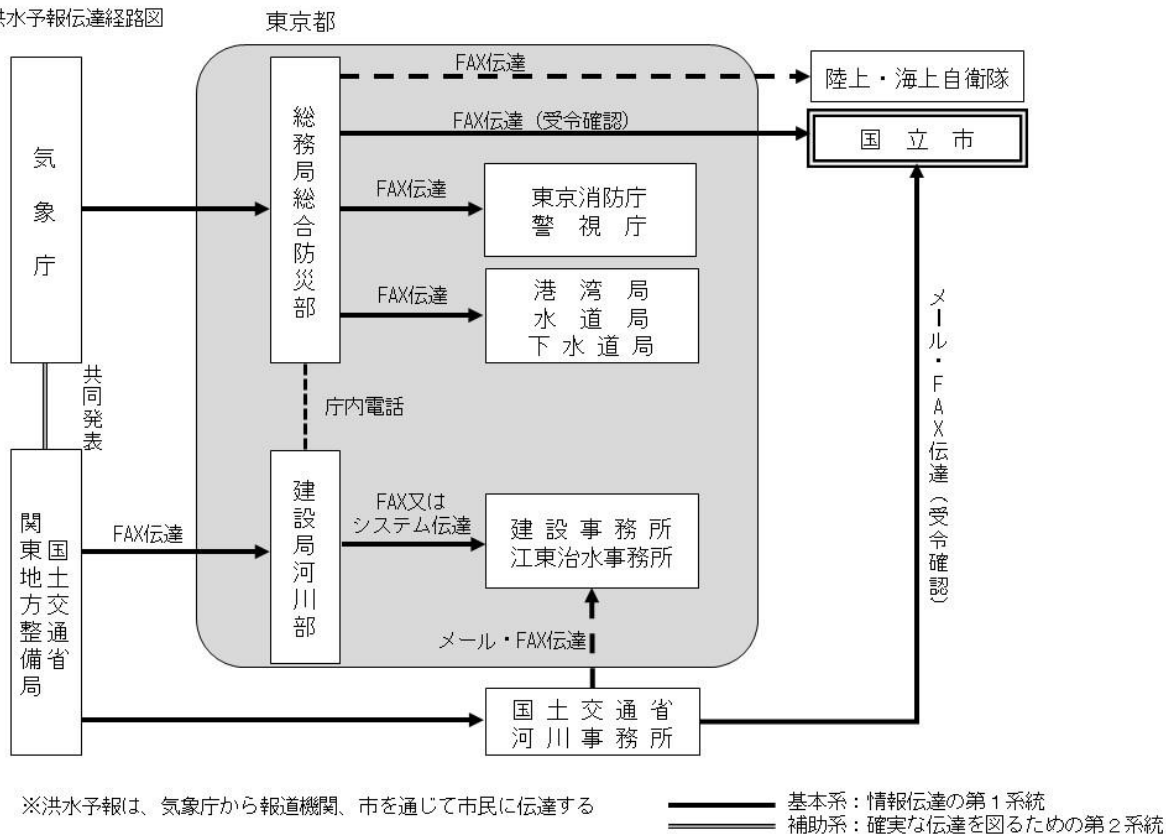 洪水予報伝達経路図
東京都
気象庁
共同発表
国土交通省
関東地方整備局
FAX伝達
総務局総合防災部
庁内電話
建設局河川部
FAX伝達
陸上・海上自衛隊
FAX伝達（受令確認）
国立市
FAX伝達
東京消防庁
警視庁
FAX伝達
港湾局
水道局
下水道局
FAX又は
システム伝達
建設事務所
江東治水事務所
メール・FAX伝達
国土交通省
河川事務所
メール・FAX伝達（受令確認）
※洪水予報は、気象庁から報道機関、市を通じて市民に伝達する
基本系：情報伝達の第１系統
補助系：確実な伝達を図るための第２系統